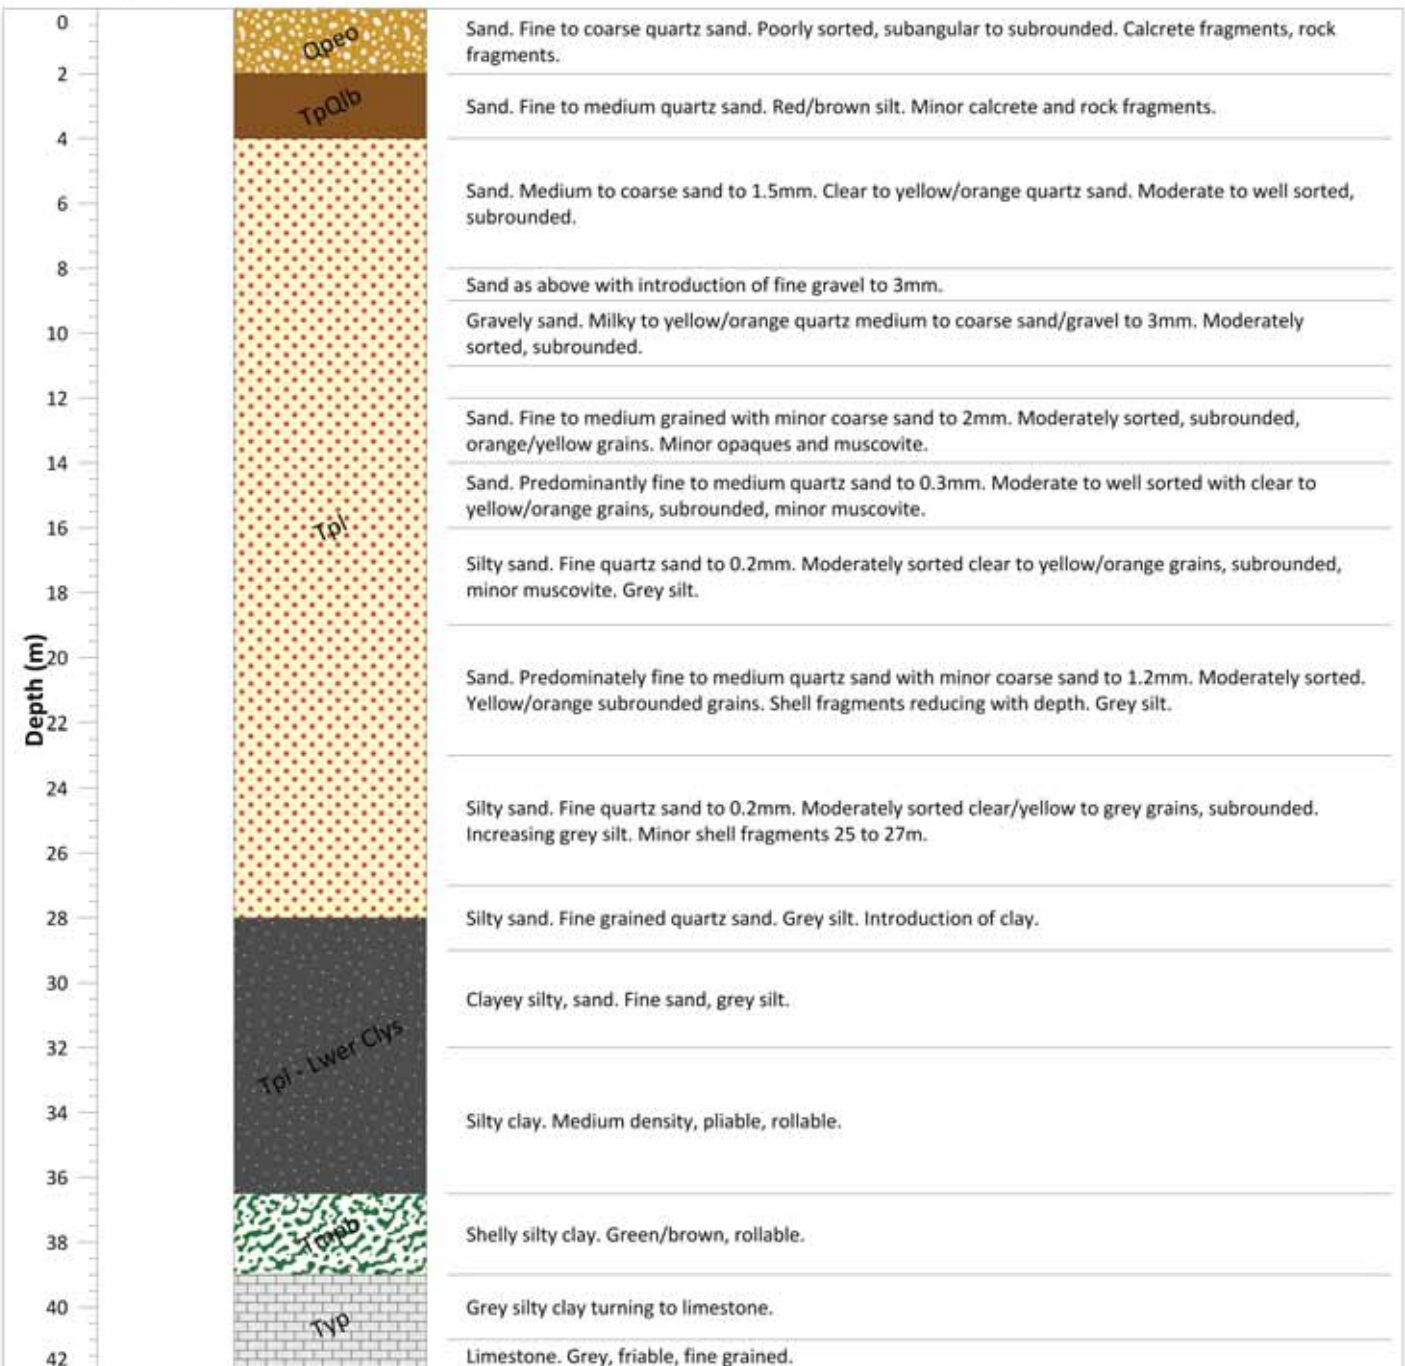 0
Qpeo
Sand. Fine to coarse quartz sand. Poorly sorted, subangular to subrounded. Calcrete fragments, rock
fragments.
2
TpQlb
Sand. Fine to medium quartz sand. Red/brown silt. Minor calcrete and rock fragments.
4
Sand. Medium to coarse sand to 1.5mm. Clear to yellow/orange quartz sand. Moderate to well sorted,
6
subrounded.
8
Sand as above with introduction of fine gravel to 3mm.
Gravely sand. Milky to yellow/orange quartz medium to coarse sand/gravel to 3mm. Moderately
10
sorted, subrounded.
12
Sand. Fine to medium grained with minor coarse sand to 2mm. Moderately sorted, subrounded,
orange/yellow grains. Minor opaques and muscovite.
14
Sand. Predominantly fine to medium quartz sand to 0.3mm. Moderate to well sorted with clear to
yellow/orange grains, subrounded, minor muscovite.
16
Tpl
Silty sand. Fine quartz sand to 0.2mm. Moderately sorted clear to yellow/orange grains, subrounded,
minor muscovite. Grey silt.
18
Depth (m)
20
Sand. Predominately fine to medium quartz sand with minor coarse sand to 1.2mm. Moderately sorted.
Yellow/orange subrounded grains. Shell fragments reducing with depth. Grey silt.
22
24
Silty sand. Fine quartz sand to 0.2mm. Moderately sorted clear/yellow to grey grains, subrounded.
Increasing grey silt. Minor shell fragments 25 to 27m.
26
28
Silty sand. Fine grained quartz sand. Grey silt. Introduction of clay.
30
Clayey silty, sand. Fine sand, grey silt.
32
Tpl - Lwer Clys
34
Silty clay. Medium density, pliable, rollable.
36
Tmpb
38
Shelly silty clay. Green/brown, rollable.
40
Typ
Grey silty clay turning to limestone.
42
Limestone. Grey, friable, fine grained.